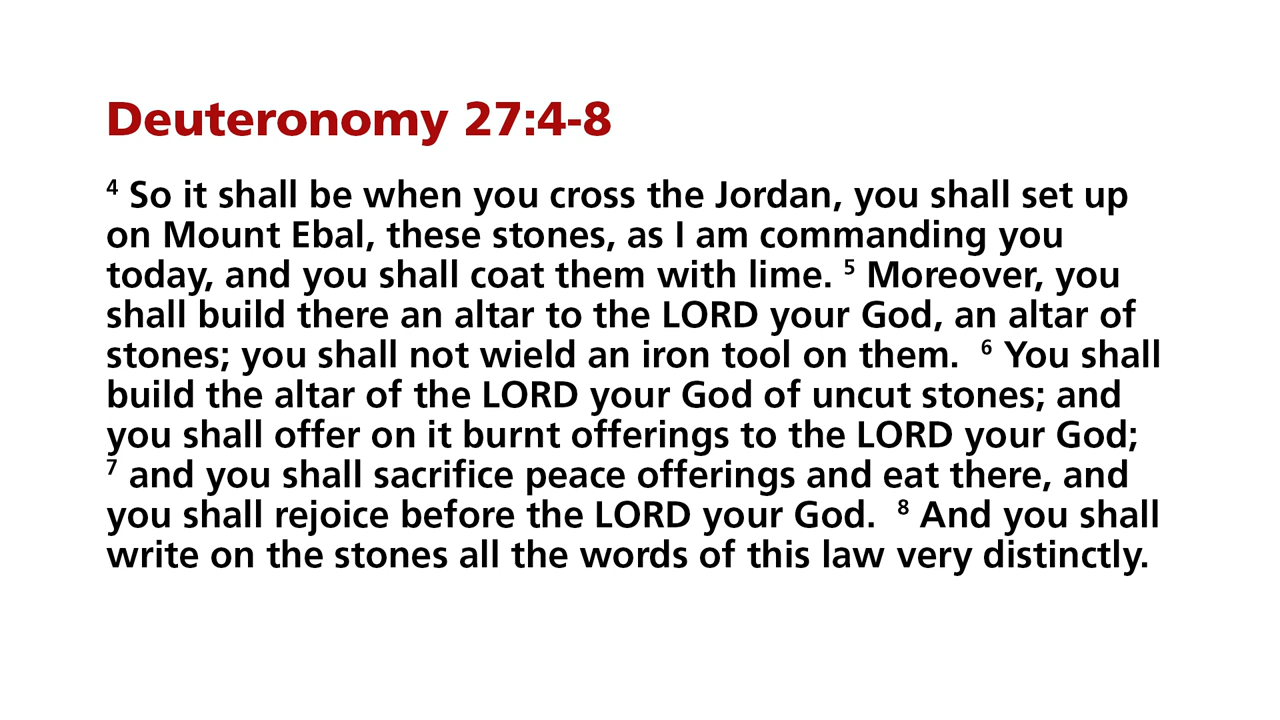 Deuteronomy 27:4-8
⁴ So it shall be when you cross the Jordan, you shall set up
on Mount Ebal, these stones, as I am commanding you
today, and you shall coat them with lime. ⁵ Moreover, you
shall build there an altar to the LORD your God, an altar of
stones; you shall not wield an iron tool on them. ⁶ You shall
build the altar of the LORD your God of uncut stones; and
you shall offer on it burnt offerings to the LORD your God;
⁷ and you shall sacrifice peace offerings and eat there, and
you shall rejoice before the LORD your God. ⁸ And you shall
write on the stones all the words of this law very distinctly.